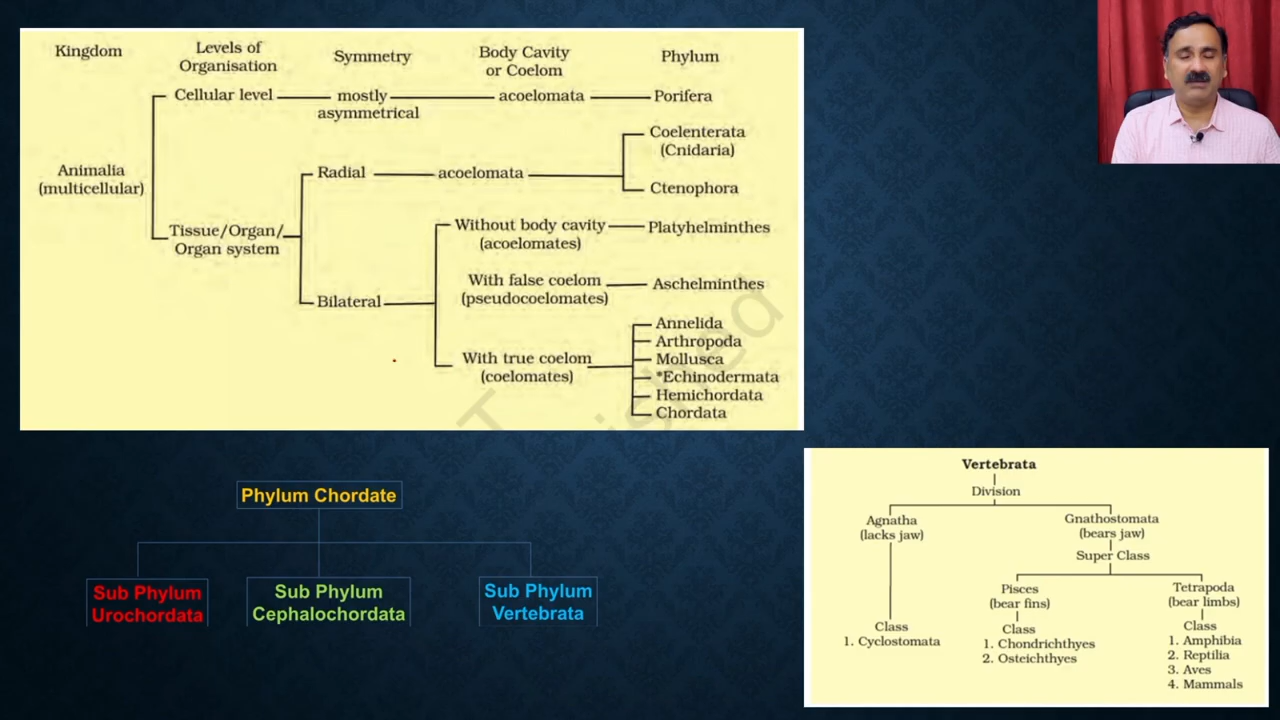 Kingdom
Levels of
Organisation
Symmetry
Body Cavity
or Coelom
Phylum
Cellular level
mostly
asymmetrical
acoelomata
Porifera
Animalia
(multicellular)
Tissue/Organ/
Organ system
Radial
acoelomata
Coelenterata
(Cnidaria)
Ctenophora
Bilateral
Without body cavity
(acoelomates)
Platyhelminthes
With false coelom
(pseudocoelomates)
Aschelminthes
With true coelom
(coelomates)
Annelida
Arthropoda
Mollusca
*Echinodermata
Hemichordata
Chordata
Phylum Chordate
Sub Phylum
Urochordata
Sub Phylum
Cephalochordata
Sub Phylum
Vertebrata
Vertebrata
Division
Agnatha
(lacks jaw)
Class
1. Cyclostomata
Gnathostomata
(bears jaw)
Super Class
Pisces
(bear fins)
Class
1. Chondrichthyes
2. Osteichthyes
Tetrapoda
(bear limbs)
Class
1. Amphibia
2. Reptilia
3. Aves
4. Mammals